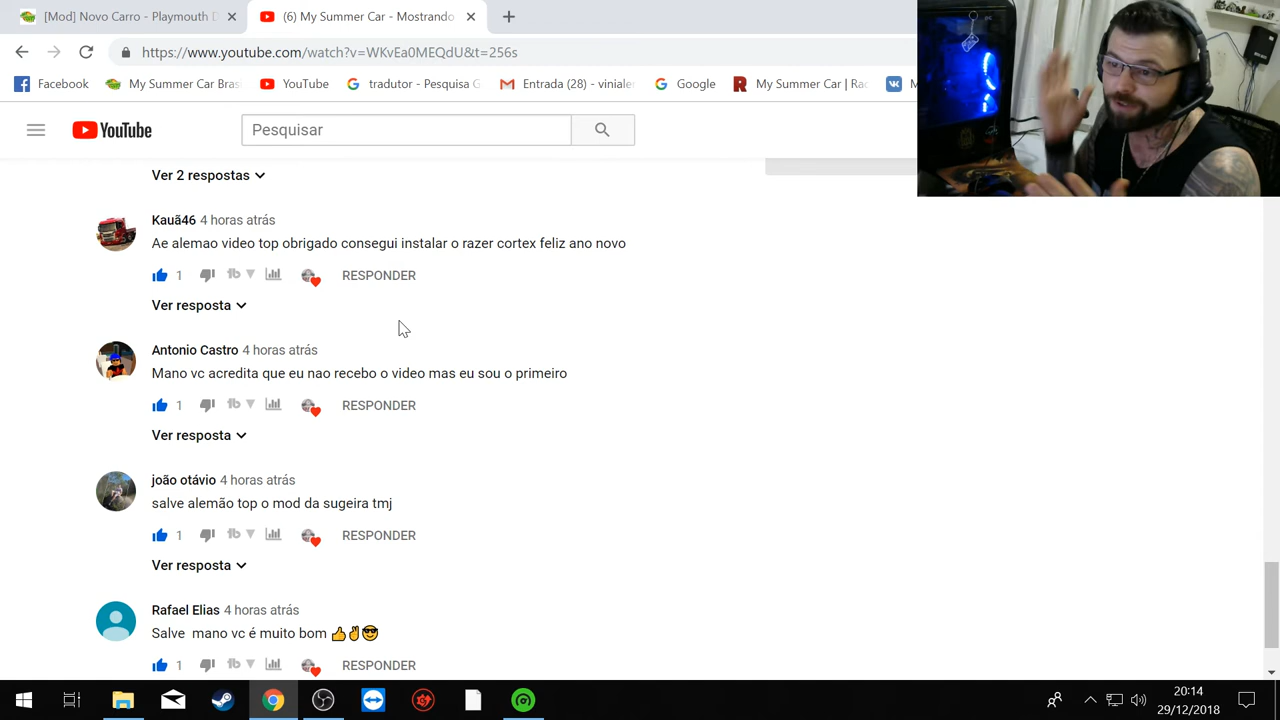 [Mod] Novo Carro - Playmouth
(6) My Summer Car - Mostrando
https://www.youtube.com/watch?v=WKvEa0MEQdU&t=256s
Facebook
My Summer Car-Bras
YouTube
tradutor - Pesquisa G
Entrada (28) - vinialer
Google
My Summer Car | Rac
YouTube
Pesquisar
Ver 2 respostas
Kauã46 4 horas atrás
Ae alemao video top obrigado consegui instalar o razer cortex feliz ano novo
1 RESPONDER
Ver resposta
Antonio Castro 4 horas atrás
Mano vc acredita que eu nao recebo o video mas eu sou o primeiro
1 RESPONDER
Ver resposta
joão otávio 4 horas atrás
salve alemão top o mod da sugeira tmj
1 RESPONDER
Ver resposta
Rafael Elias 4 horas atrás
Salve mano vc é muito bom 👍✌😎
1 RESPONDER
20:14
29/12/2018